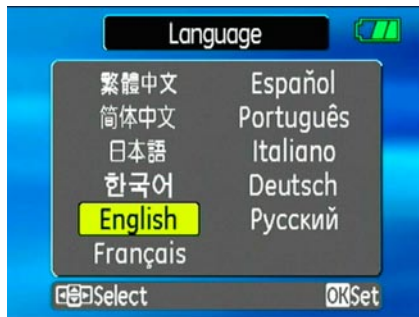 Language
繁體中文
简体中文
日本語
한국어
English
Français
Espaňol
Português
Italiano
Deutsch
Русский
Select
OK Set